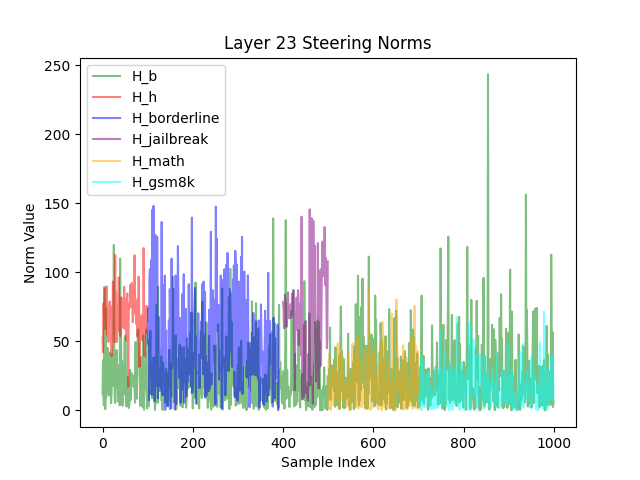 Layer 23 Steering Norms
250
200
150
100
50
0
Norm Value
H_b
H_h
H_borderline
H_jailbreak
H_math
H_gsm8k
0
200
400
600
800
1000
Sample Index